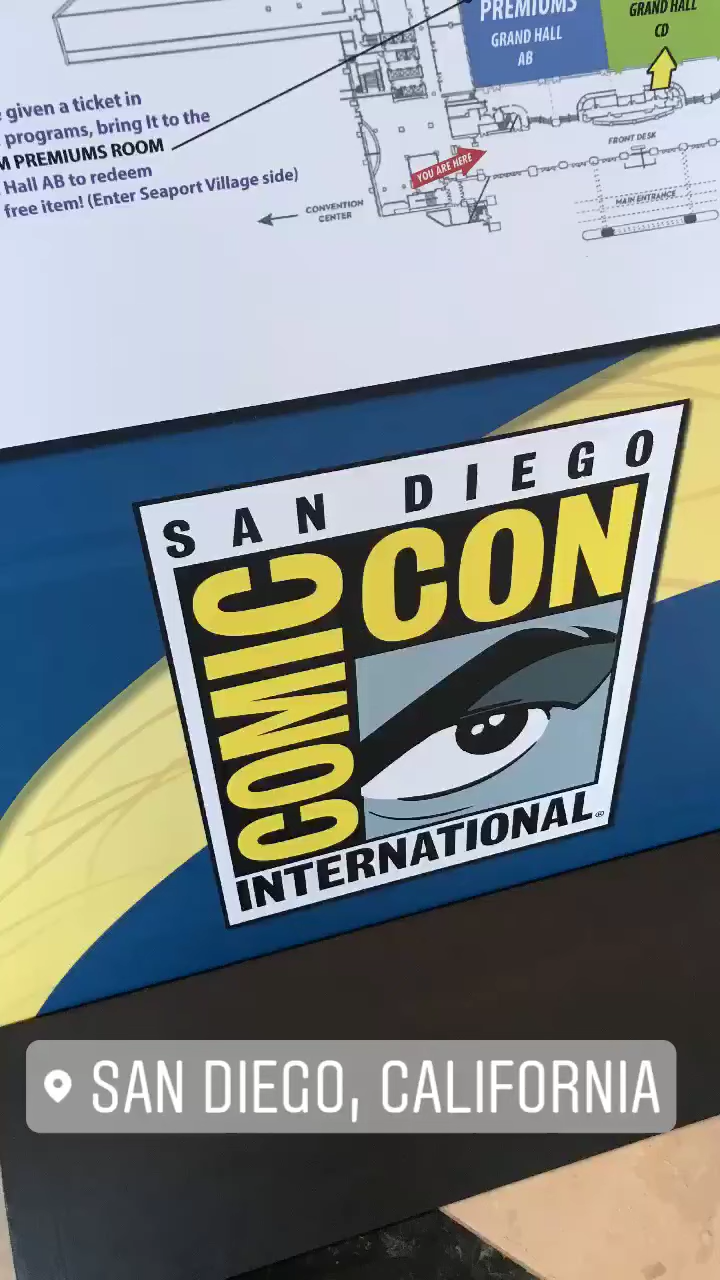 PREMIUMS
GRAND HALL
AB
GRAND HALL
CD
given a ticket in
programs, bring It to the
M PREMIUMS ROOM
Hall AB to redeem
free item! (Enter Seaport Village side)
YOU ARE HERE
FRONT DESK
MAIN ENTRANCE
CONVENTION
CENTER
SAN DIEGO
COMIC
CON
INTERNATIONAL®
SAN DIEGO, CALIFORNIA